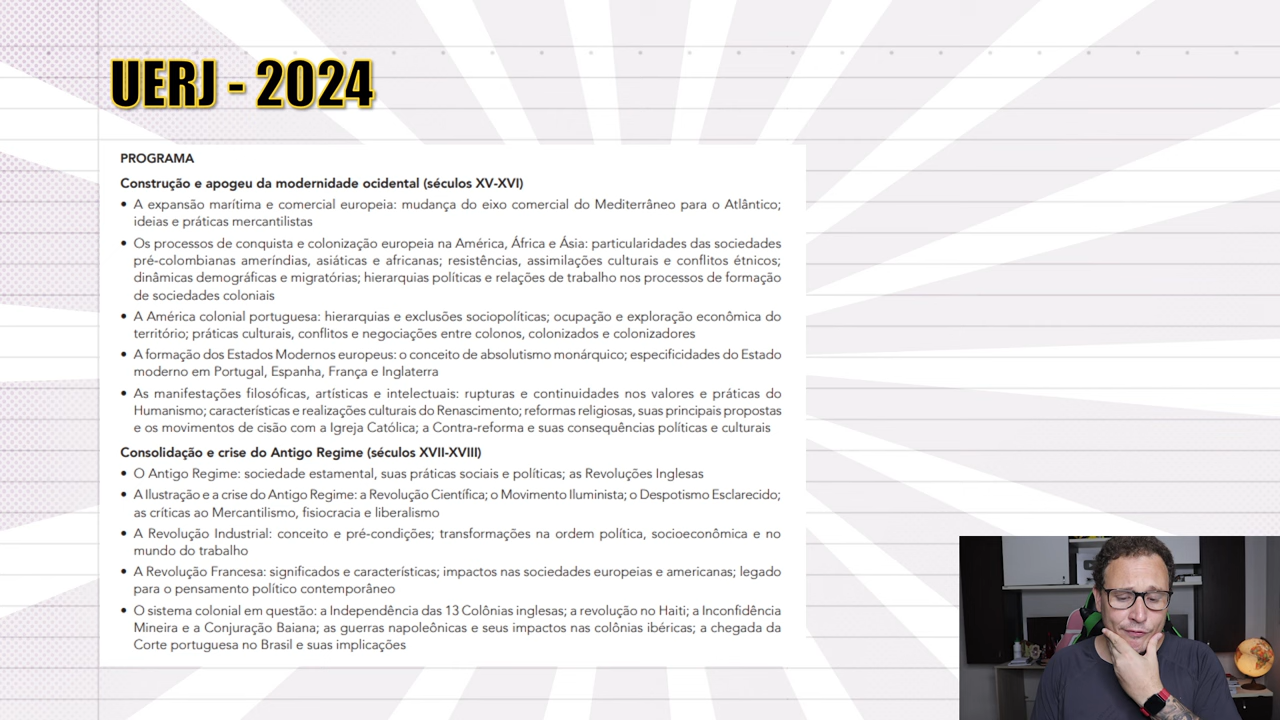 UERJ - 2024
PROGRAMA
Construção e apogeu da modernidade ocidental (séculos XV-XVI)
• A expansão marítima e comercial europeia: mudança do eixo comercial do Mediterrâneo para o Atlântico;
ideias e práticas mercantilistas
• Os processos de conquista e colonização europeia na América, África e Ásia: particularidades das sociedades
pré-colombianas ameríndias, asiáticas e africanas; resistências, assimilações culturais e conflitos étnicos;
dinâmicas demográficas e migratórias; hierarquias políticas e relações de trabalho nos processos de formação
de sociedades coloniais
• A América colonial portuguesa: hierarquias e exclusões sociopolíticas; ocupação e exploração econômica do
território; práticas culturais, conflitos e negociações entre colonos, colonizados e colonizadores
• A formação dos Estados Modernos europeus: o conceito de absolutismo monárquico; especificidades do Estado
moderno em Portugal, Espanha, França e Inglaterra
• As manifestações filosóficas, artísticas e intelectuais: rupturas e continuidades nos valores e práticas do
Humanismo; características e realizações culturais do Renascimento; reformas religiosas, suas principais propostas
e os movimentos de cisão com a Igreja Católica; a Contra-reforma e suas consequências políticas e culturais
Consolidação e crise do Antigo Regime (séculos XVII-XVIII)
• O Antigo Regime: sociedade estamental, suas práticas sociais e políticas; as Revoluções Inglesas
• A Ilustração e a crise do Antigo Regime: a Revolução Científica; o Movimento Iluminista; o Despotismo Esclarecido;
as críticas ao Mercantilismo, fisiocracia e liberalismo
• A Revolução Industrial: conceito e pré-condições; transformações na ordem política, socioeconômica e no
mundo do trabalho
• A Revolução Francesa: significados e características; impactos nas sociedades europeias e americanas; legado
para o pensamento político contemporâneo
• O sistema colonial em questão: a Independência das 13 Colônias inglesas; a revolução no Haiti; a Inconfidência
Mineira e a Conjuração Baiana; as guerras napoleônicas e seus impactos nas colônias ibéricas; a chegada da
Corte portuguesa no Brasil e suas implicações